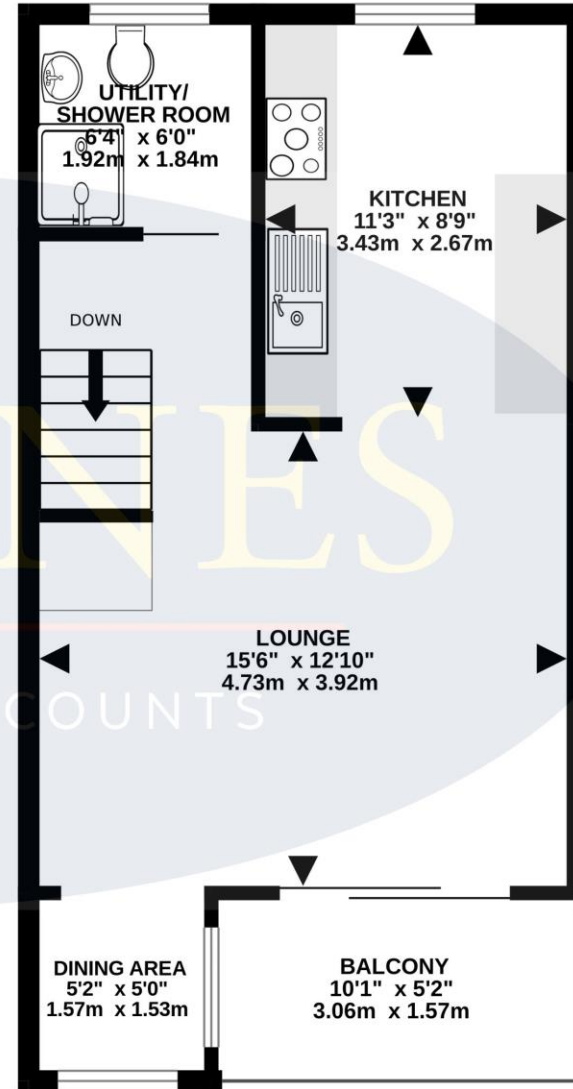 UTILITY/
SHOWER ROOM
6'4" x 6'0"
1.92m x 1.84m
KITCHEN
11'3" x 8'9"
3.43m x 2.67m
DOWN
NES
LOUNGE
15'6" x 12'10"
4.73m x 3.92m
COUNTS
DINING AREA
5'2" x 5'0"
1.57m x 1.53m
BALCONY
10'1" x 5'2"
3.06m x 1.57m